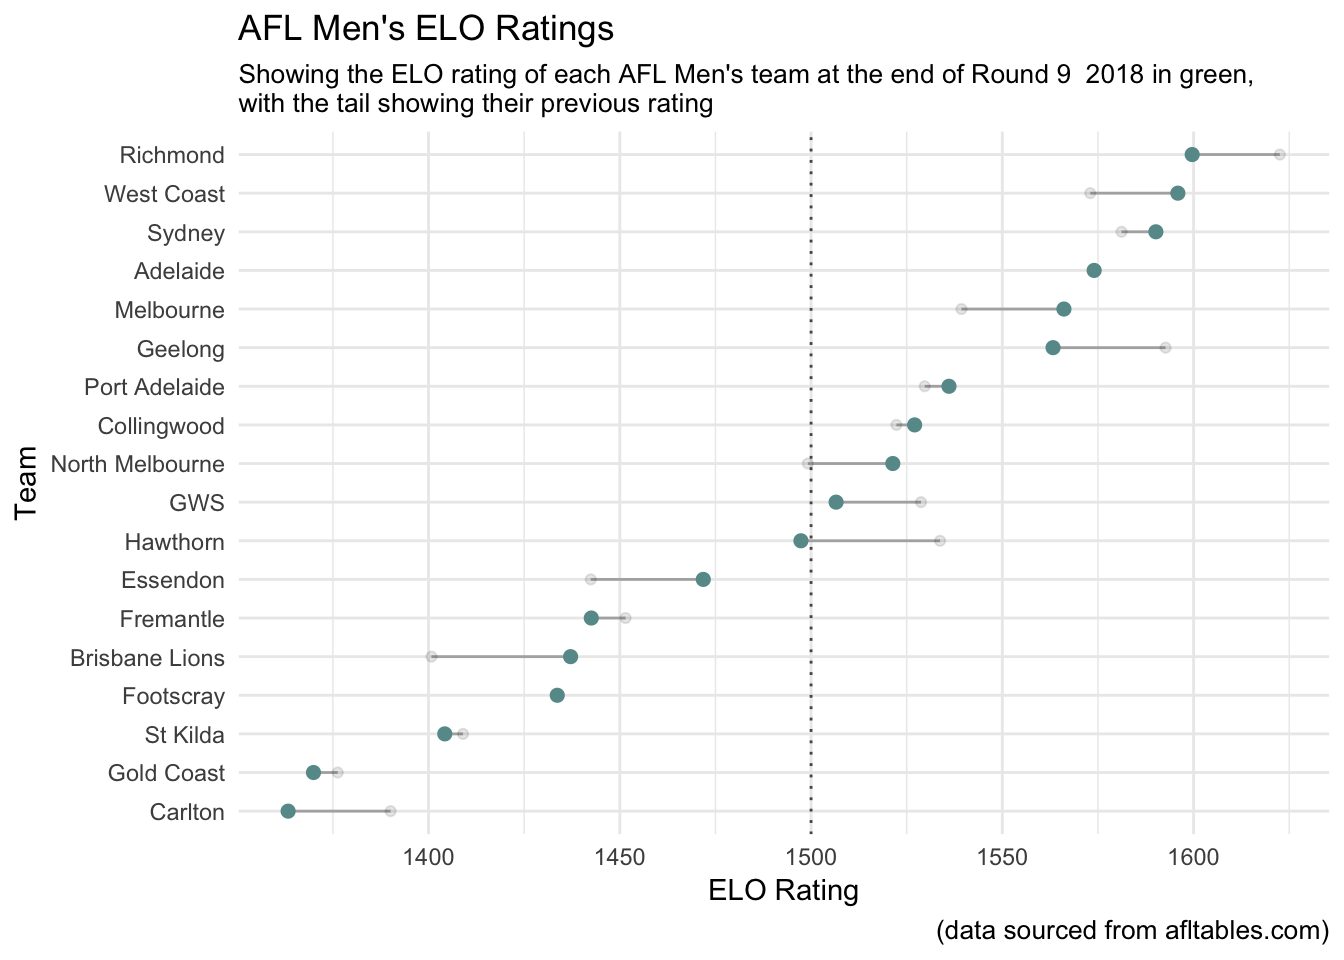 AFL Men's ELO Ratings
Showing the ELO rating of each AFL Men's team at the end of Round 9  2018 in green,
with the tail showing their previous rating
Team
Richmond
West Coast
Sydney
Adelaide
Melbourne
Geelong
Port Adelaide
Collingwood
North Melbourne
GWS
Hawthorn
Essendon
Fremantle
Brisbane Lions
Footscray
St Kilda
Gold Coast
Carlton
1400 1450 1500 1550 1600
ELO Rating
(data sourced from afltables.com)